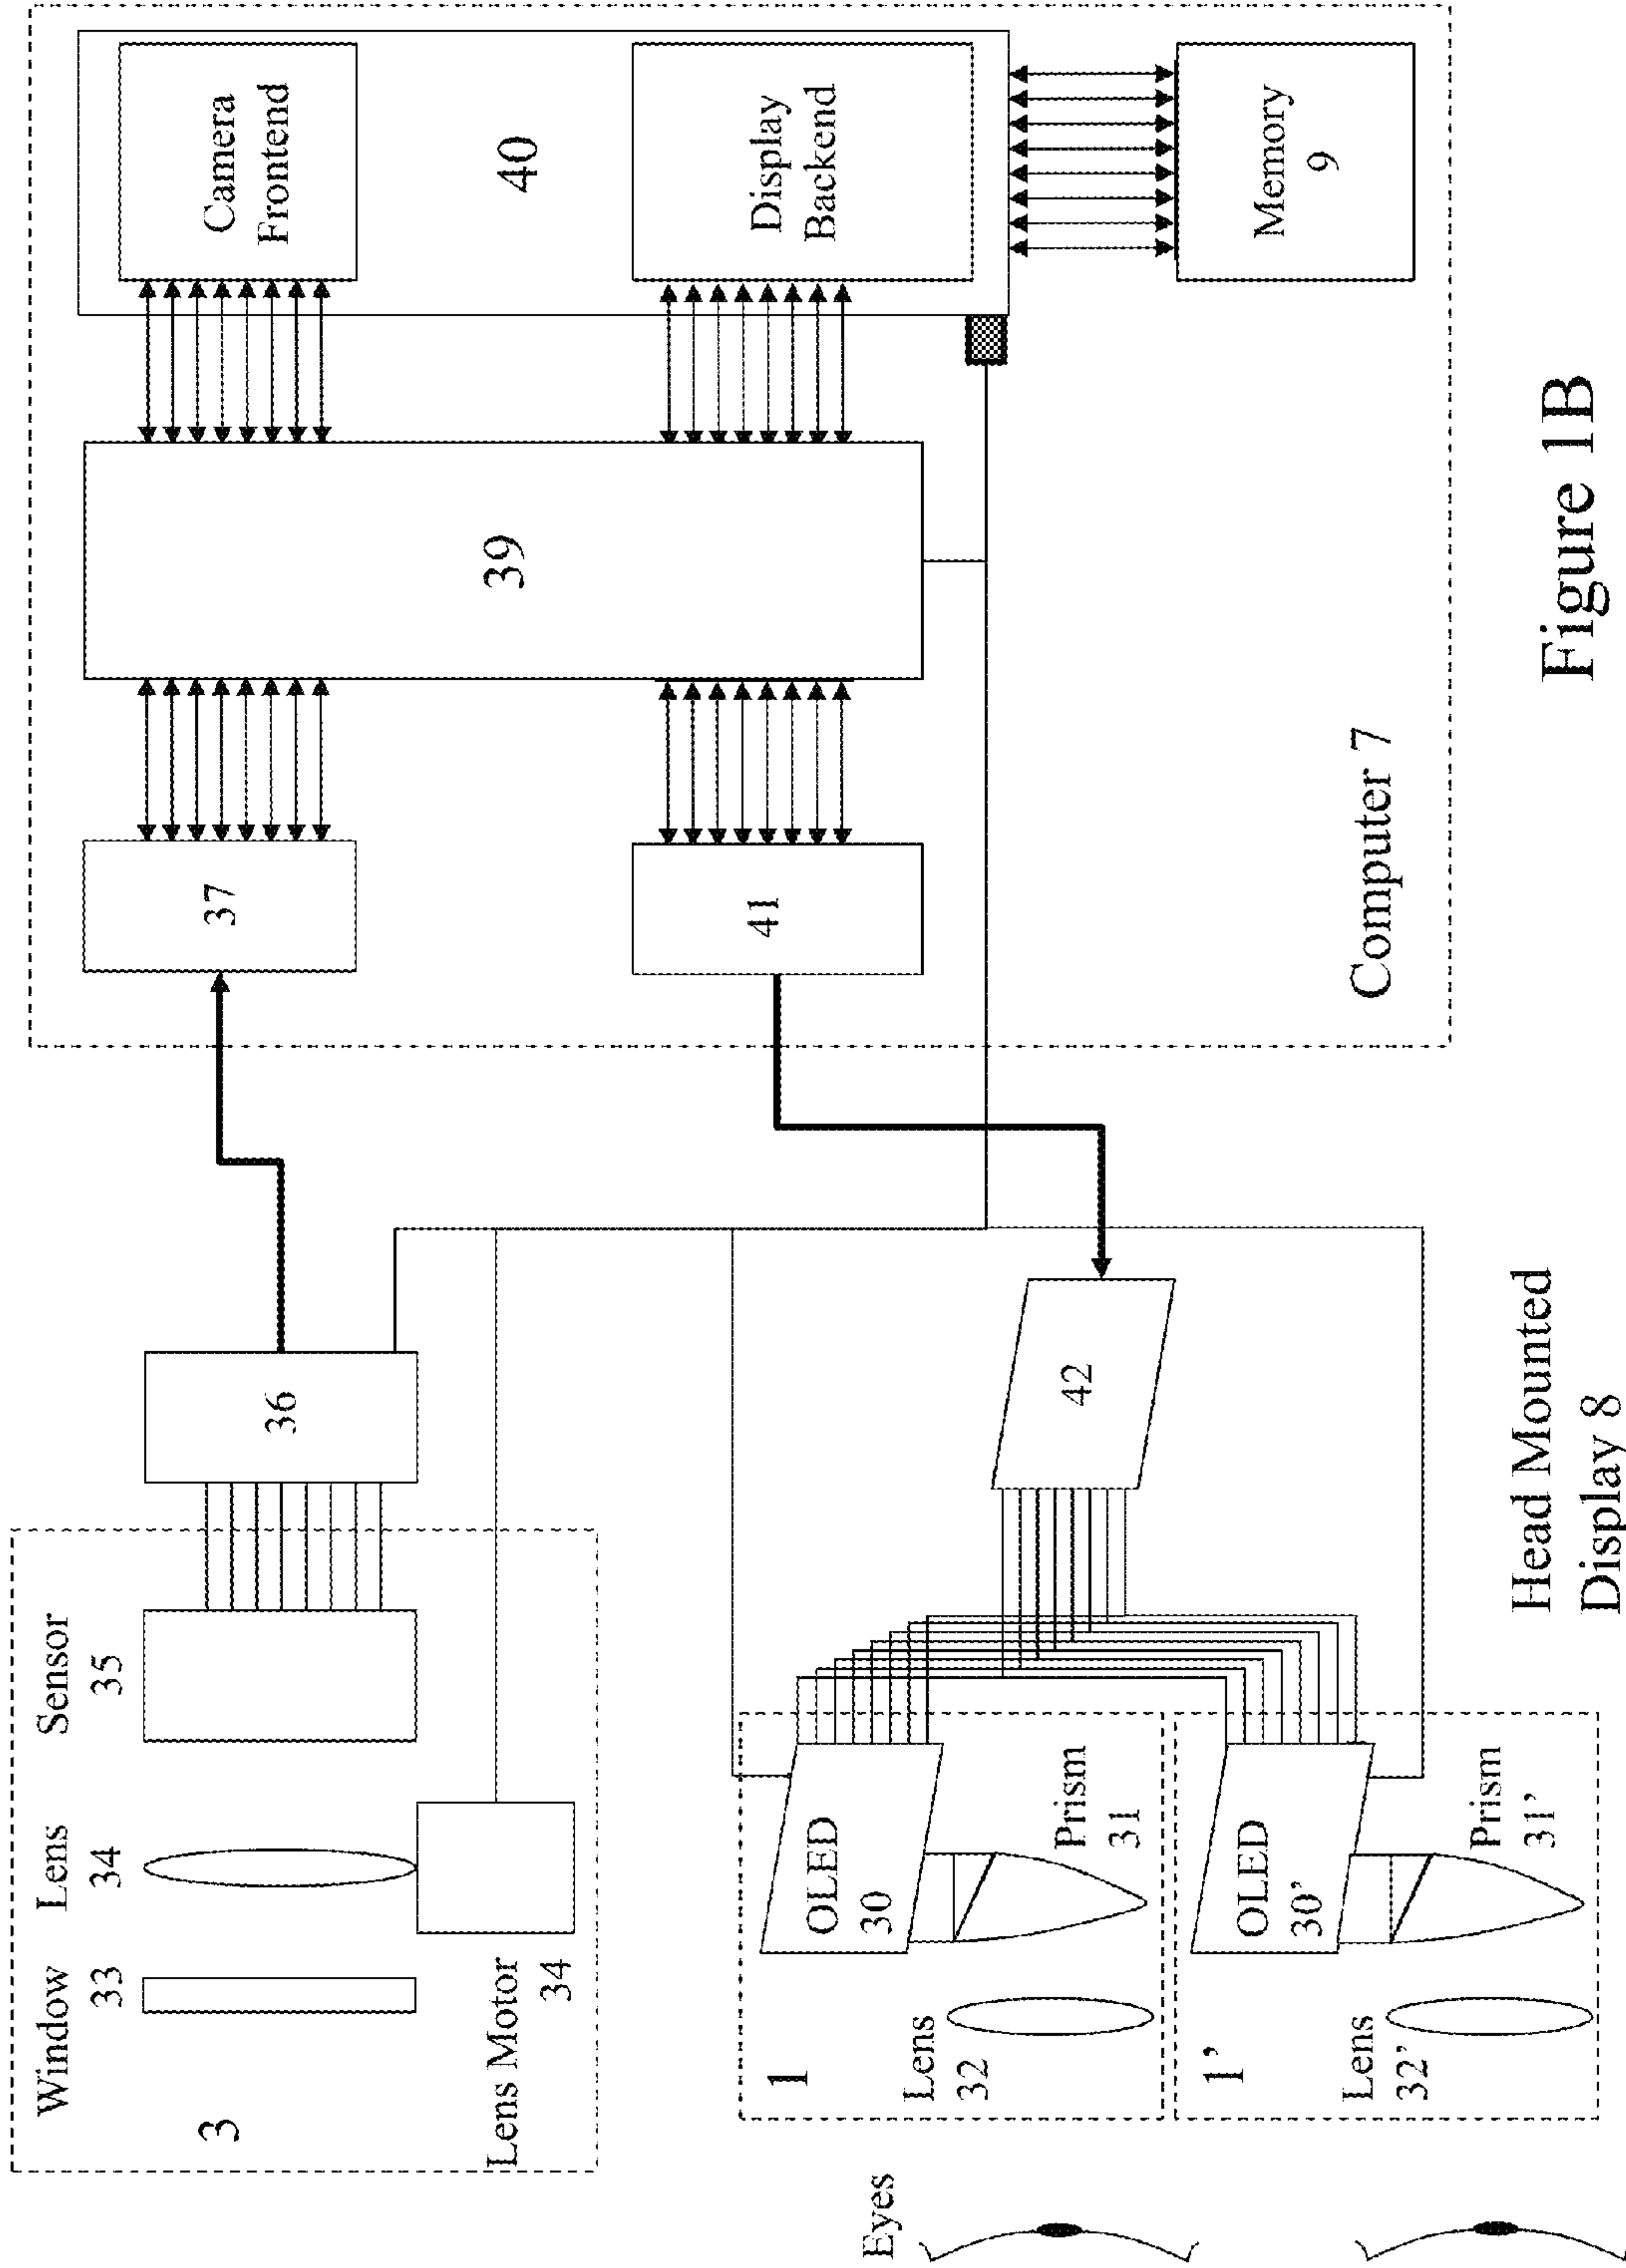 Window
33
Lens
34
Sensor
35
3
36
37
39
Camera
Frontend
40
Lens Motor
34
Eyes
1
OLED
30
Lens
32
Prism
31
42
41
Display
Backend
1’
OLED
30’
Lens
32’
Prism
31’
Memory
9
Computer 7
Head Mounted
Display 8
Figure 1B